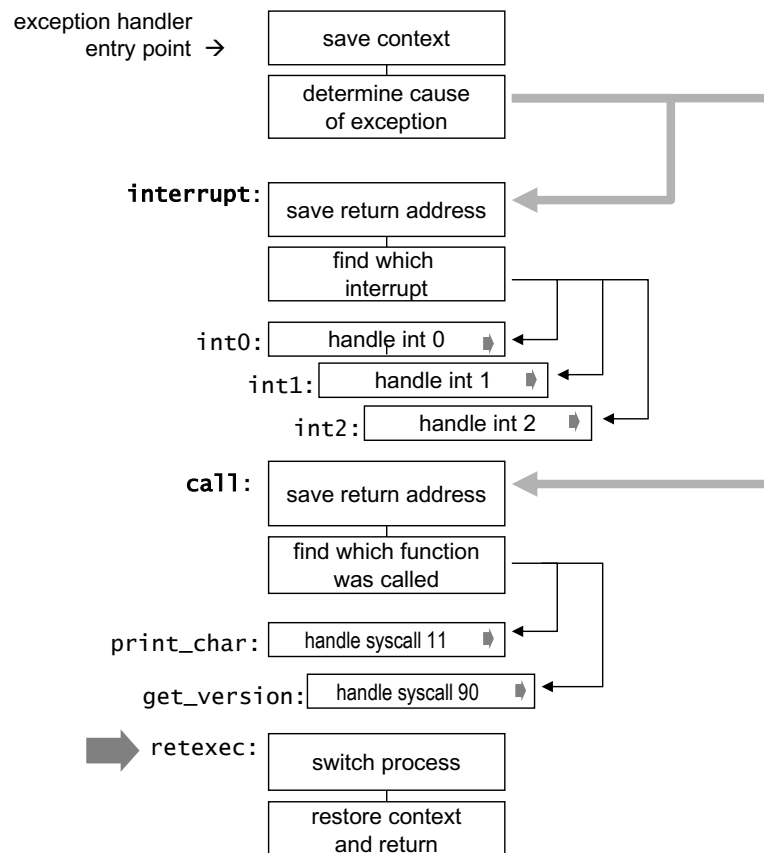 exception handler
entry point →
save context
determine cause
of exception
interrupt:
save return address
find which
interrupt
int0:
handle int 0
int1:
handle int 1
int2:
handle int 2
call:
save return address
find which function
was called
print_char:
handle syscall 11
get_version:
handle syscall 90
retexec:
switch process
restore context
and return